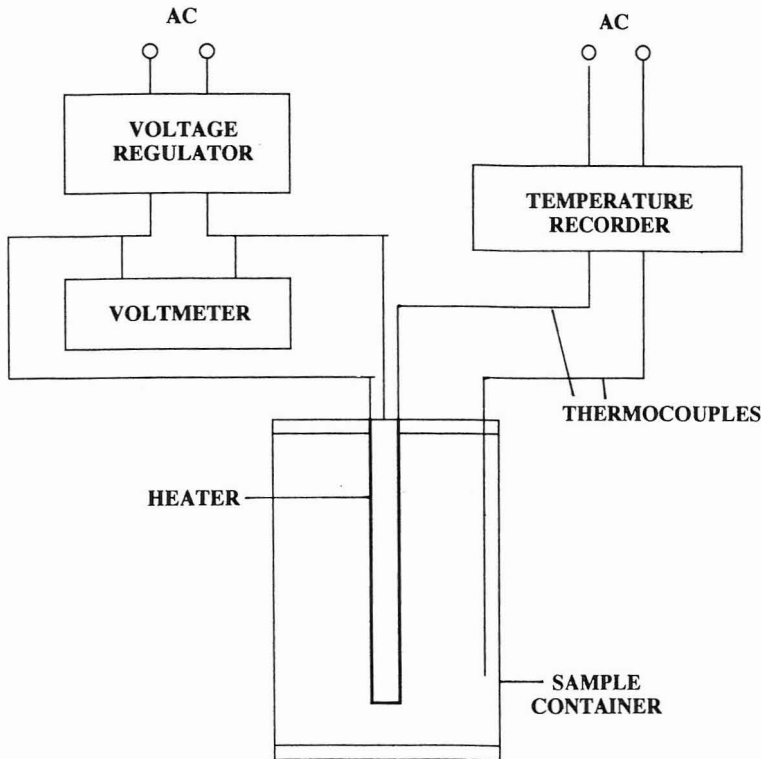 AC
AC
VOLTAGE
REGULATOR
TEMPERATURE
RECORDER
VOLTMETER
THERMOCOUPLES
HEATER
SAMPLE
CONTAINER